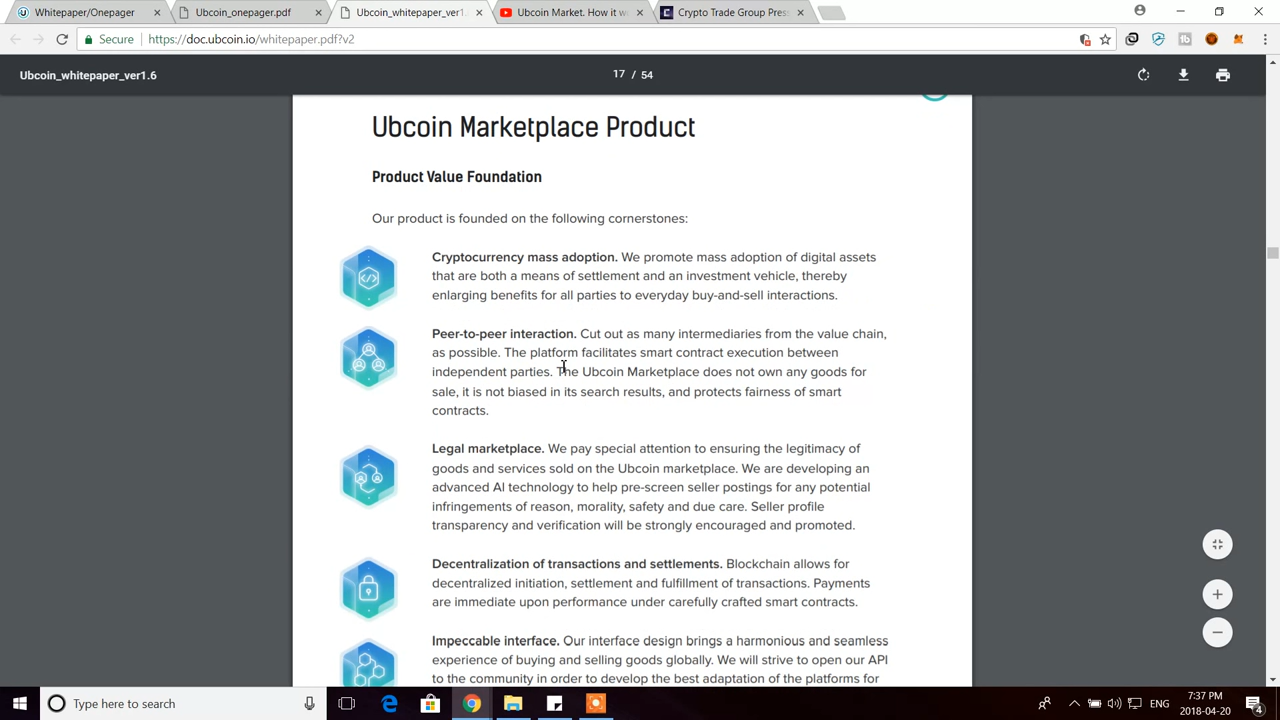 Whitepaper/Onepager
Ubcoin_onepager.pdf
Ubcoin_whitepaper_ver1.
Ubcoin Market. How it w
Crypto Trade Group Pres
Secure
https://doc.ubcoin.io/whitepaper.pdf?v2
Ubcoin_whitepaper_ver1.6
17 / 54
Ubcoin Marketplace Product
Product Value Foundation
Our product is founded on the following cornerstones:
Cryptocurrency mass adoption. We promote mass adoption of digital assets
that are both a means of settlement and an investment vehicle, thereby
enlarging benefits for all parties to everyday buy-and-sell interactions.
Peer-to-peer interaction. Cut out as many intermediaries from the value chain,
as possible. The platform facilitates smart contract execution between
independent parties. The Ubcoin Marketplace does not own any goods for
sale, it is not biased in its search results, and protects fairness of smart
contracts.
Legal marketplace. We pay special attention to ensuring the legitimacy of
goods and services sold on the Ubcoin marketplace. We are developing an
advanced AI technology to help pre-screen seller postings for any potential
infringements of reason, morality, safety and due care. Seller profile
transparency and verification will be strongly encouraged and promoted.
Decentralization of transactions and settlements. Blockchain allows for
decentralized initiation, settlement and fulfillment of transactions. Payments
are immediate upon performance under carefully crafted smart contracts.
Impeccable interface. Our interface design brings a harmonious and seamless
experience of buying and selling goods globally. We will strive to open our API
to the community in order to develop the best adaptation of the platforms for
Type here to search
7:37 PM
2018-04-20
4